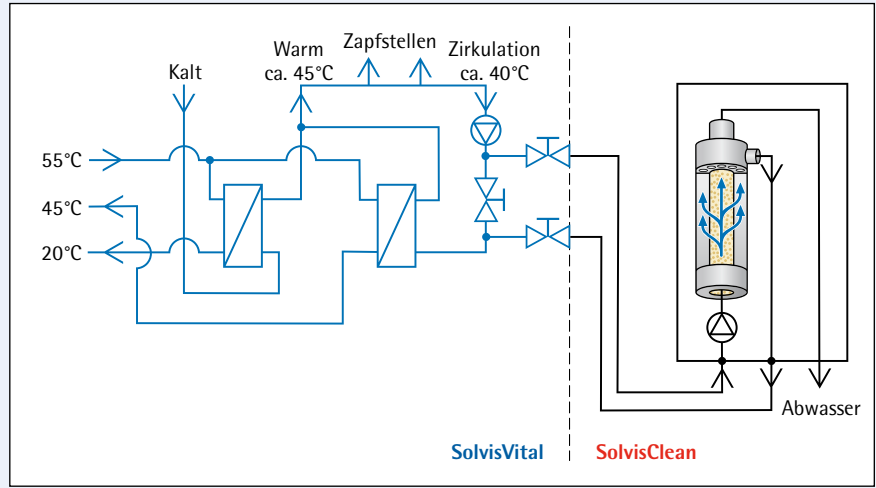 Kalt
Warm
ca. 45°C
Zapfstellen
Zirkulation
ca. 40°C
55°C
45°C
20°C
Abwasser
SolvisVital
SolvisClean